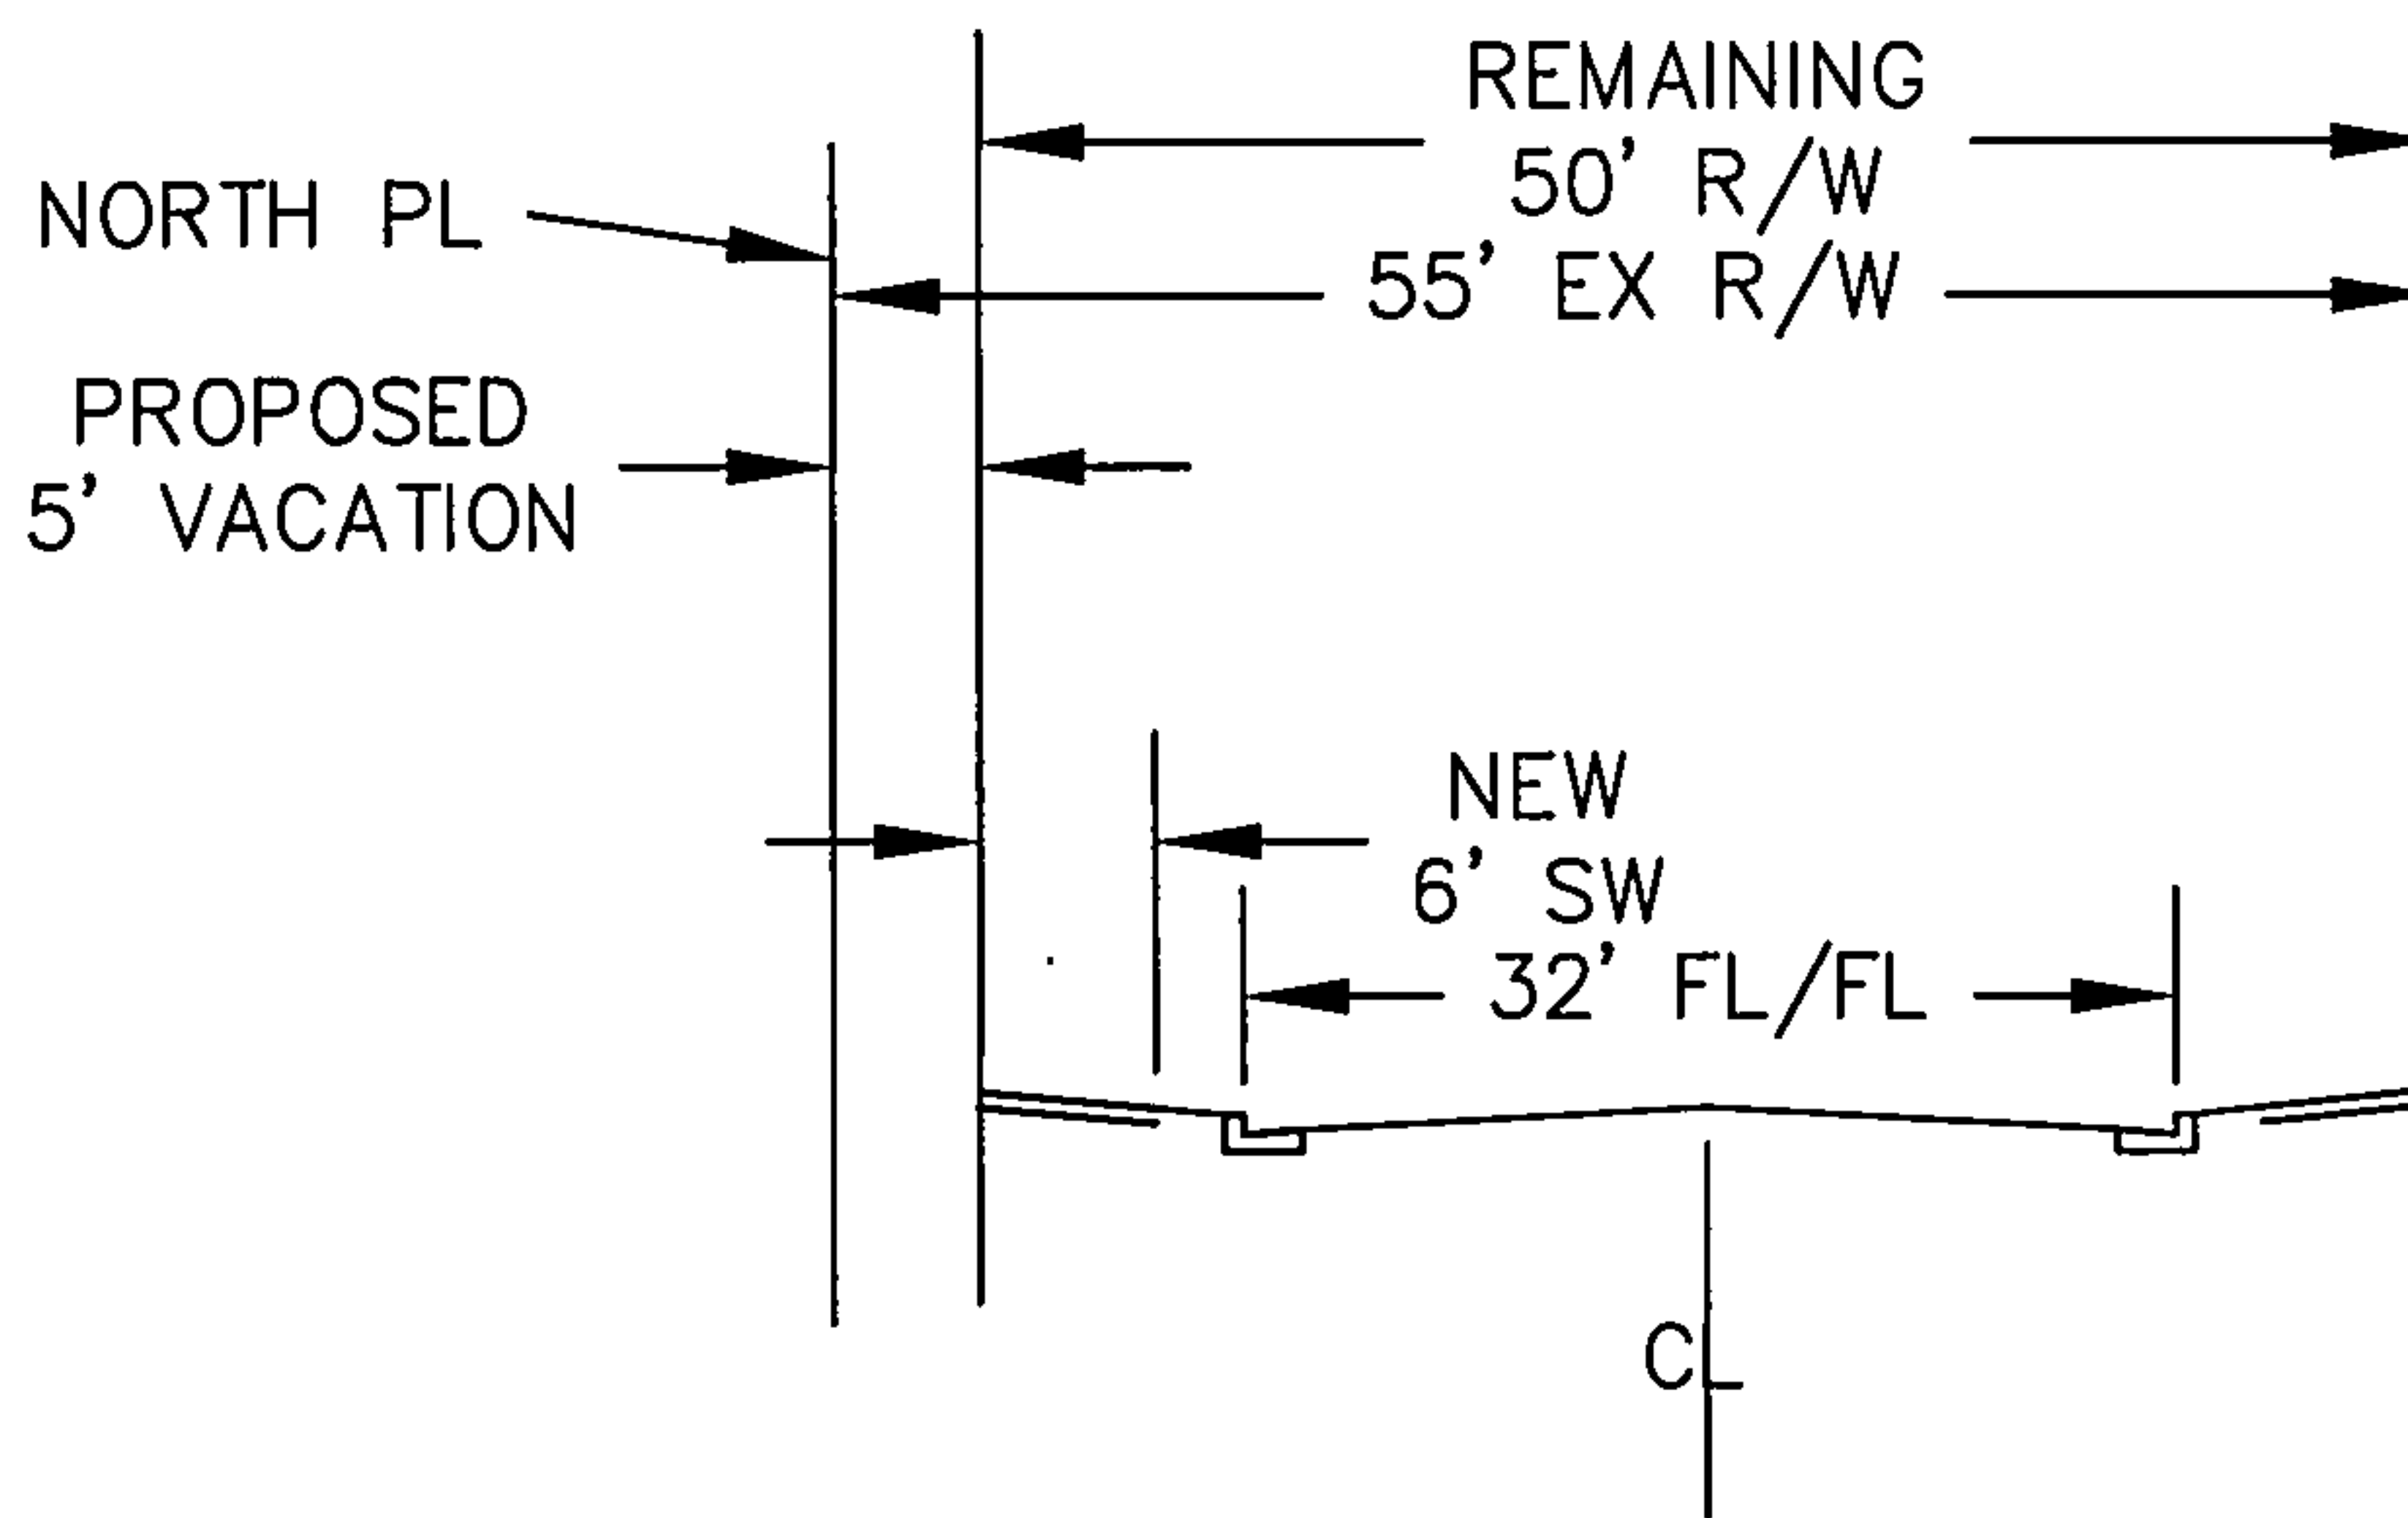 REMAINING
50' R/W
NORTH PL
55' EX R/W
PROPOSED
5' VACATION
NEW
6' SW
32' FL/FL
CL